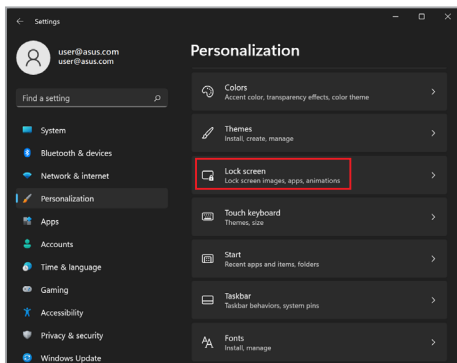 Settings
user@asus.com
user@asus.com
Find a setting
System
Bluetooth & devices
Network & internet
Personalization
Apps
Accounts
Time & language
Gaming
Accessibility
Privacy & security
Windows Update
Personalization
Colors
Accent color, transparency effects, color theme
Themes
Install, create, manage
Lock screen
Lock screen images, apps, animations
Touch keyboard
Themes, size
Start
Recent apps and items, folders
Taskbar
Taskbar behaviors, system pins
Fonts
Install, manage